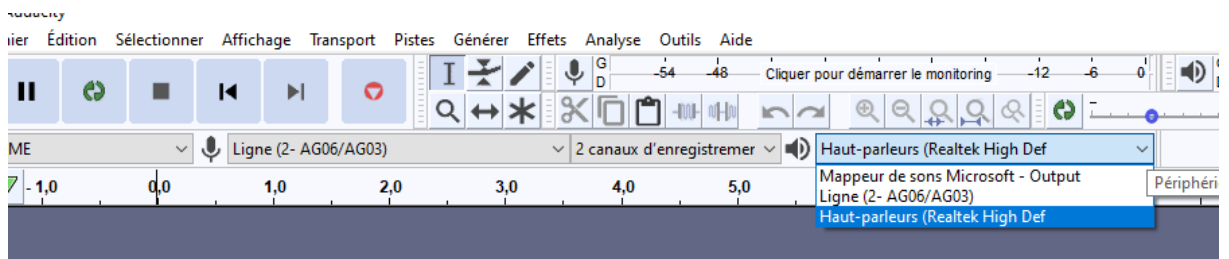 Audacity
ier Édition Sélectionner Affichage Transport Pistes Générer Effets Analyse Outils Aide
G
D
-54 -48 Cliquer pour démarrer le monitoring -12 -6 0
ME Ligne (2- AG06/AG03) 2 canaux d'enregistremer Haut-parleurs (Realtek High Def
- 1,0 0,0 1,0 2,0 3,0 4,0 5,0
Mappeur de sons Microsoft - Output
Ligne (2- AG06/AG03)
Haut-parleurs (Realtek High Def
Périphéri